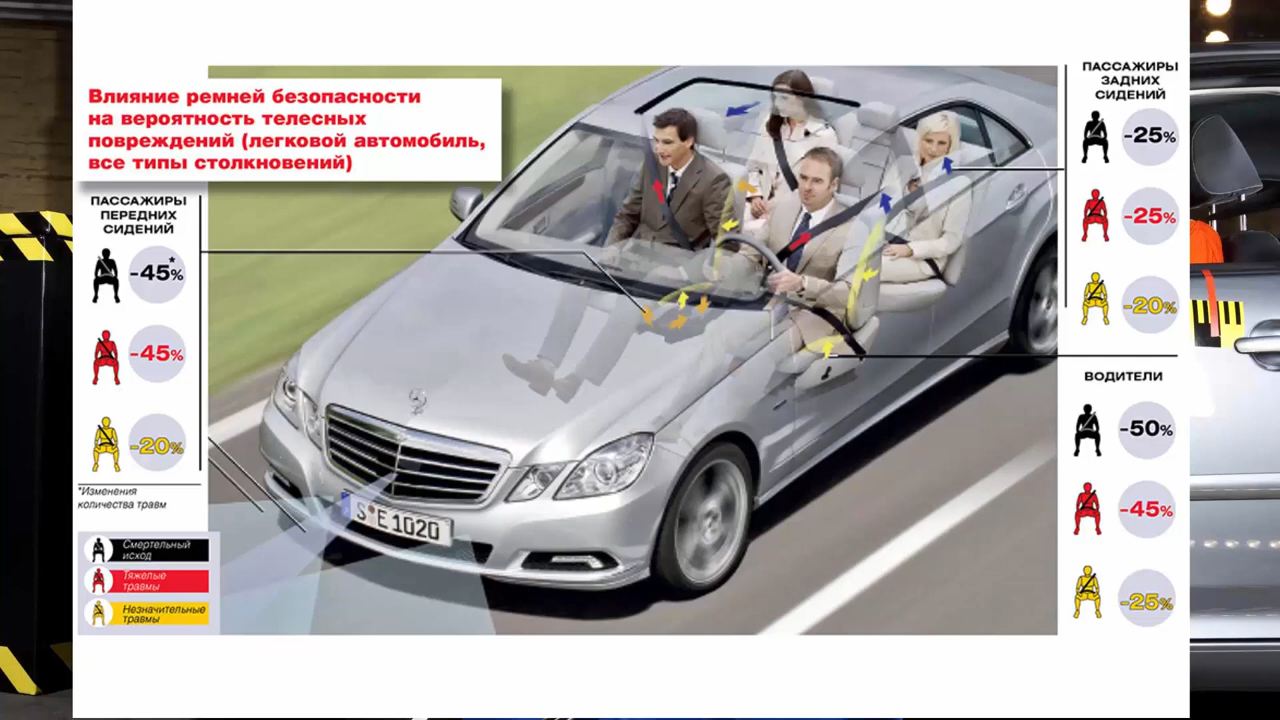 Влияние ремней безопасности
на вероятность телесных
повреждений (легковой автомобиль,
все типы столкновений)
ПАССАЖИРЫ
ПЕРЕДНИХ
СИДЕНИЙ
-45%*
-45%
-20%
*Изменения
количества травм
Смертельный
исход
Тяжелые
травмы
Незначительные
травмы
S E 1020
ПАССАЖИРЫ
ЗАДНИХ
СИДЕНИЙ
-25%
-25%
-20%
ВОДИТЕЛИ
-50%
-45%
-25%